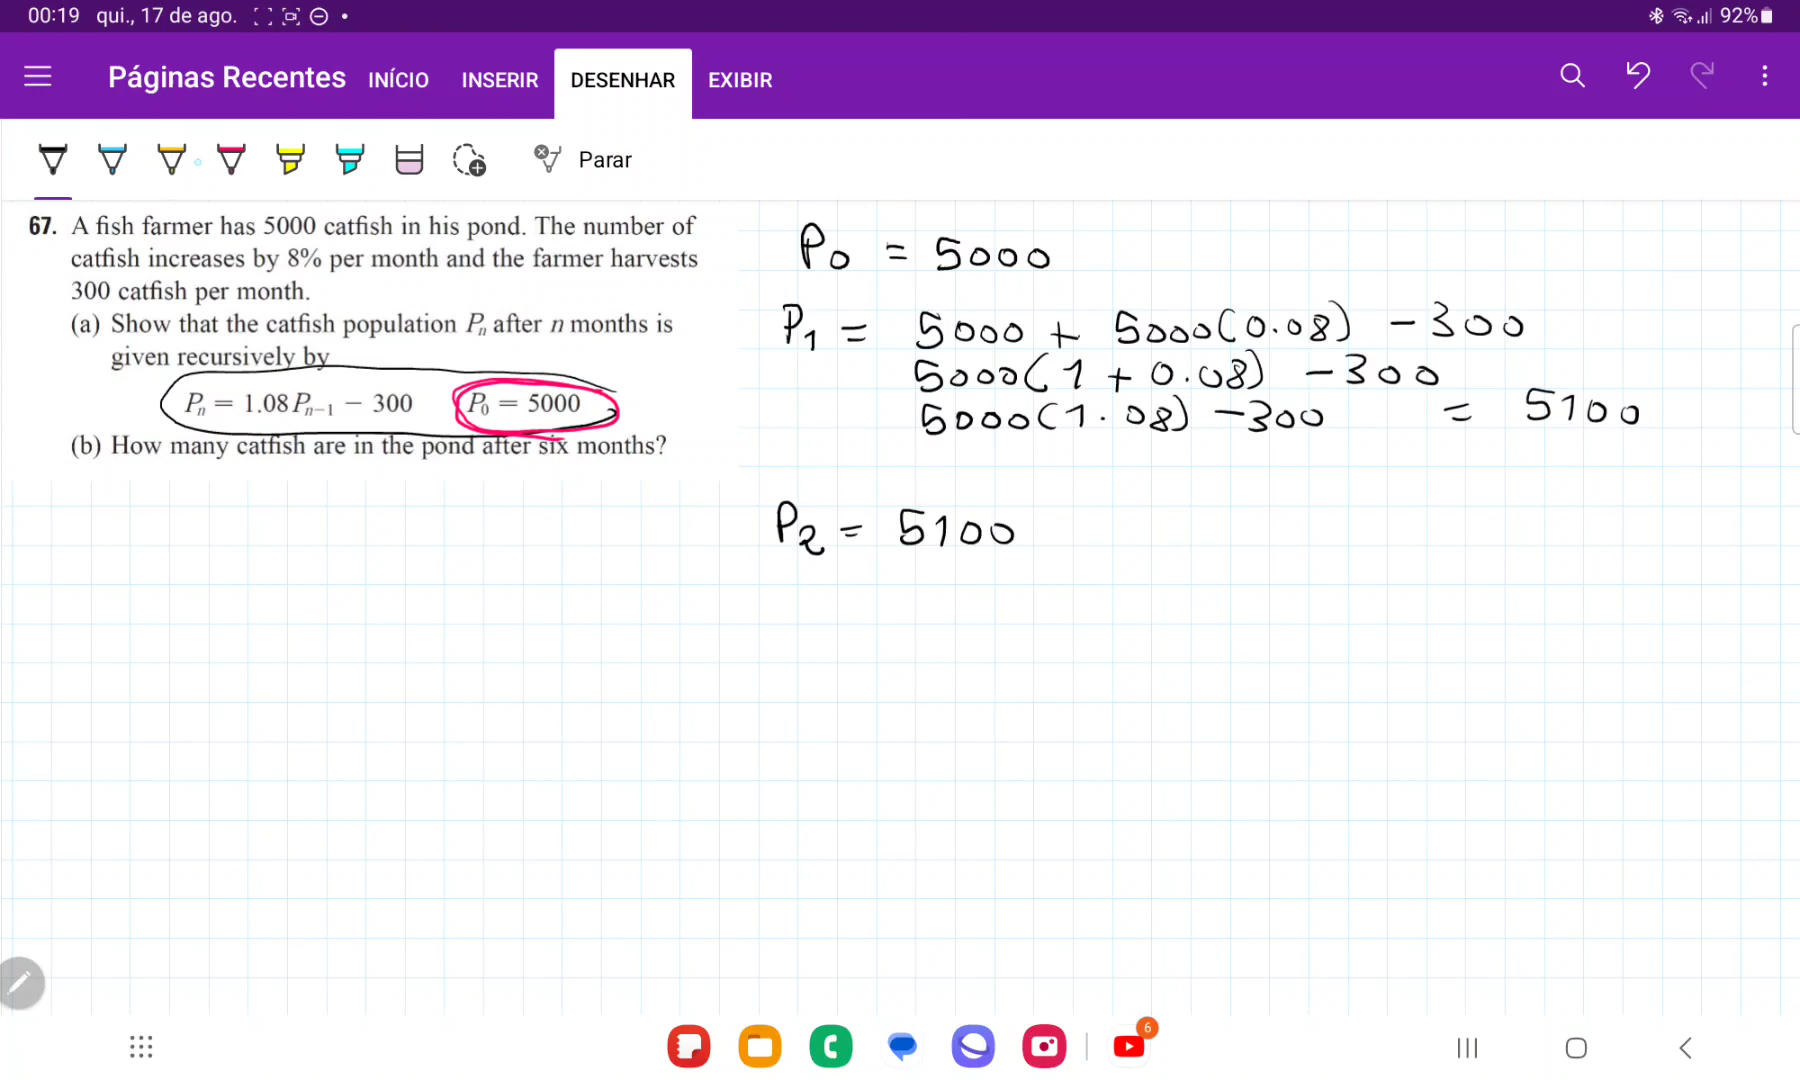 00:19 qui., 17 de ago. 92%
Páginas Recentes INÍCIO INSERIR DESENHAR EXIBIR
Parar
67. A fish farmer has 5000 catfish in his pond. The number of
catfish increases by 8% per month and the farmer harvests
300 catfish per month.
(a) Show that the catfish population Pn after n months is
given recursively by
Pn = 1.08Pn−1 − 300 P0 = 5000
(b) How many catfish are in the pond after six months?
P0 = 5000
P1 = 5000 + 5000(0.08) - 300
5000(1 + 0.08) - 300
5000(1.08) - 300 = 5100
P2 = 5100
6